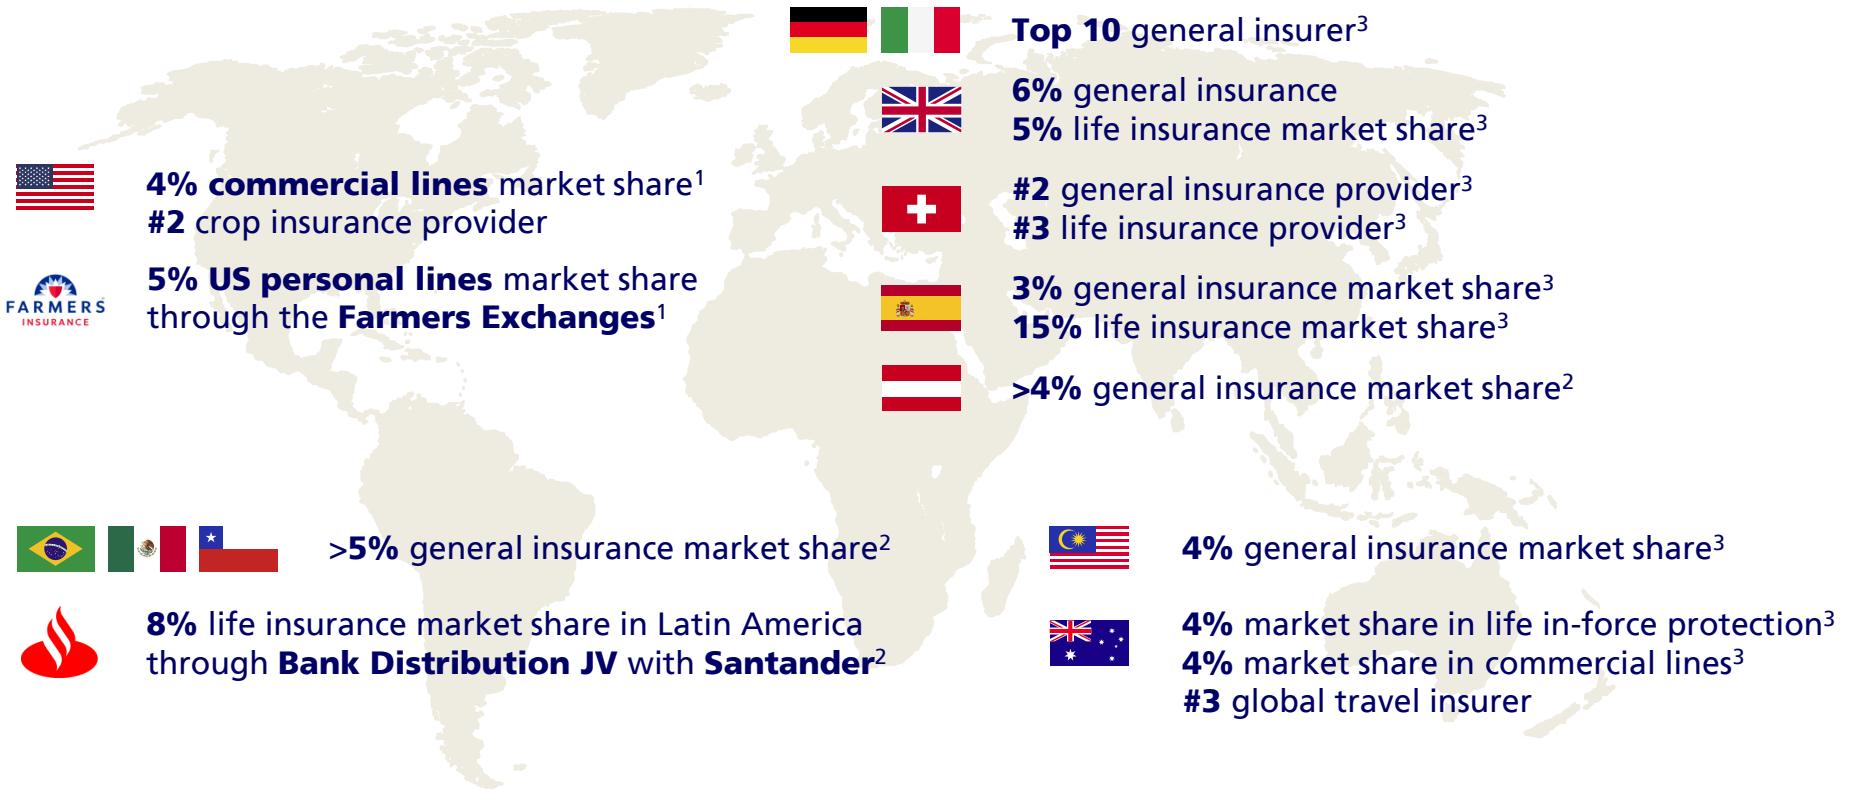 Top 10 general insurer³
6% general insurance
5% life insurance market share³
4% commercial lines market share¹
#2 crop insurance provider
#2 general insurance provider³
#3 life insurance provider³
FARMERS
INSURANCE
5% US personal lines market share
through the Farmers Exchanges¹
3% general insurance market share³
15% life insurance market share³
>4% general insurance market share²
>5% general insurance market share²
4% general insurance market share³
8% life insurance market share in Latin America
through Bank Distribution JV with Santander²
4% market share in life in-force protection³
4% market share in commercial lines³
#3 global travel insurer